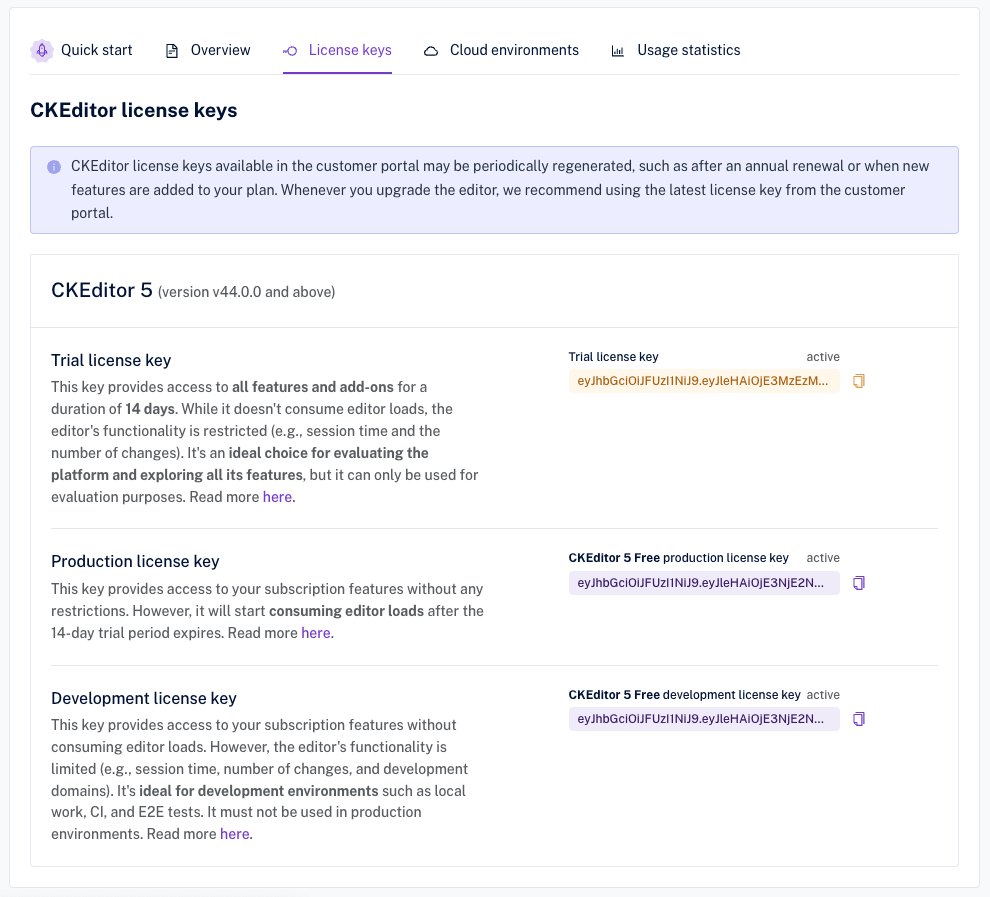 Quick start
Overview
License keys
Cloud environments
Usage statistics
CKEditor license keys
CKEditor license keys available in the customer portal may be periodically regenerated, such as after an annual renewal or when new
features are added to your plan. Whenever you upgrade the editor, we recommend using the latest license key from the customer
portal.
CKEditor 5 (version v44.0.0 and above)
Trial license key
This key provides access to all features and add-ons for a
duration of 14 days. While it doesn't consume editor loads, the
editor's functionality is restricted (e.g., session time and the
number of changes). It's an ideal choice for evaluating the
platform and exploring all its features, but it can only be used for
evaluation purposes. Read more here.
Trial license key active
eyJhbGciOiJFUzI1NiJ9.eyJleHAiOjE3MzEzM...
Production license key
This key provides access to your subscription features without any
restrictions. However, it will start consuming editor loads after the
14-day trial period expires. Read more here.
CKEditor 5 Free production license key active
eyJhbGciOiJFUzI1NiJ9.eyJleHAiOjE3NjE2N...
Development license key
This key provides access to your subscription features without
consuming editor loads. However, the editor's functionality is
limited (e.g., session time, number of changes, and development
domains). It's ideal for development environments such as local
work, CI, and E2E tests. It must not be used in production
environments. Read more here.
CKEditor 5 Free development license key active
eyJhbGciOiJFUzI1NiJ9.eyJleHAiOjE3NjE2N...